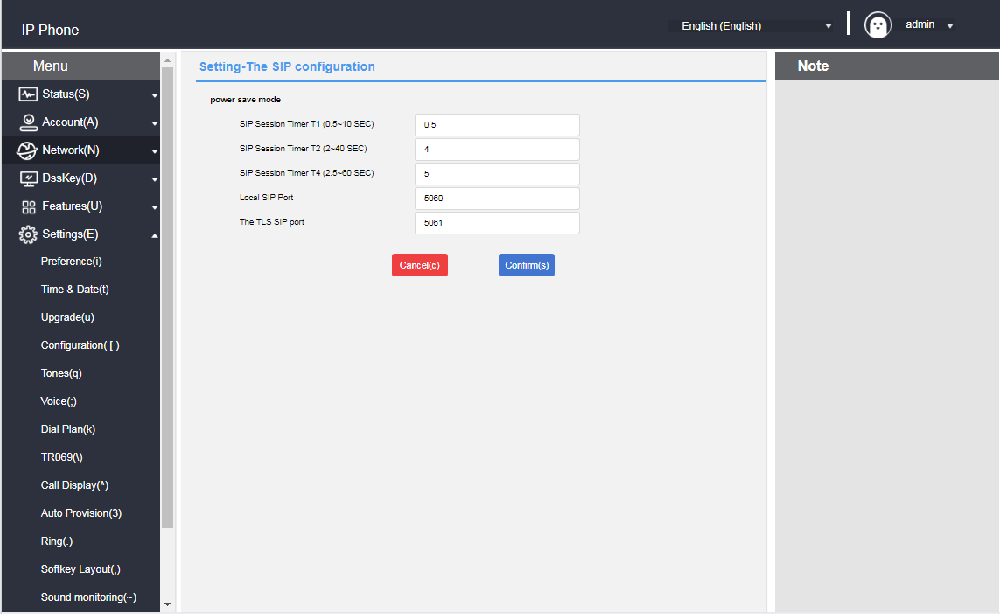 IP Phone
English (English)
admin
Menu
Status(S)
Account(A)
Network(N)
DssKey(D)
Features(U)
Settings(E)
Preference(i)
Time & Date(t)
Upgrade(u)
Configuration( [ )
Tones(q)
Voice(;)
Dial Plan(k)
TR069(\)
Call Display(^)
Auto Provision(3)
Ring(.)
Softkey Layout(,)
Sound monitoring(~)
Setting-The SIP configuration
power save mode
SIP Session Timer T1 (0.5~10 SEC) 0.5
SIP Session Timer T2 (2~40 SEC) 4
SIP Session Timer T4 (2.5~60 SEC) 5
Local SIP Port 5060
The TLS SIP port 5061
Cancel(c) Confirm(s)
Note